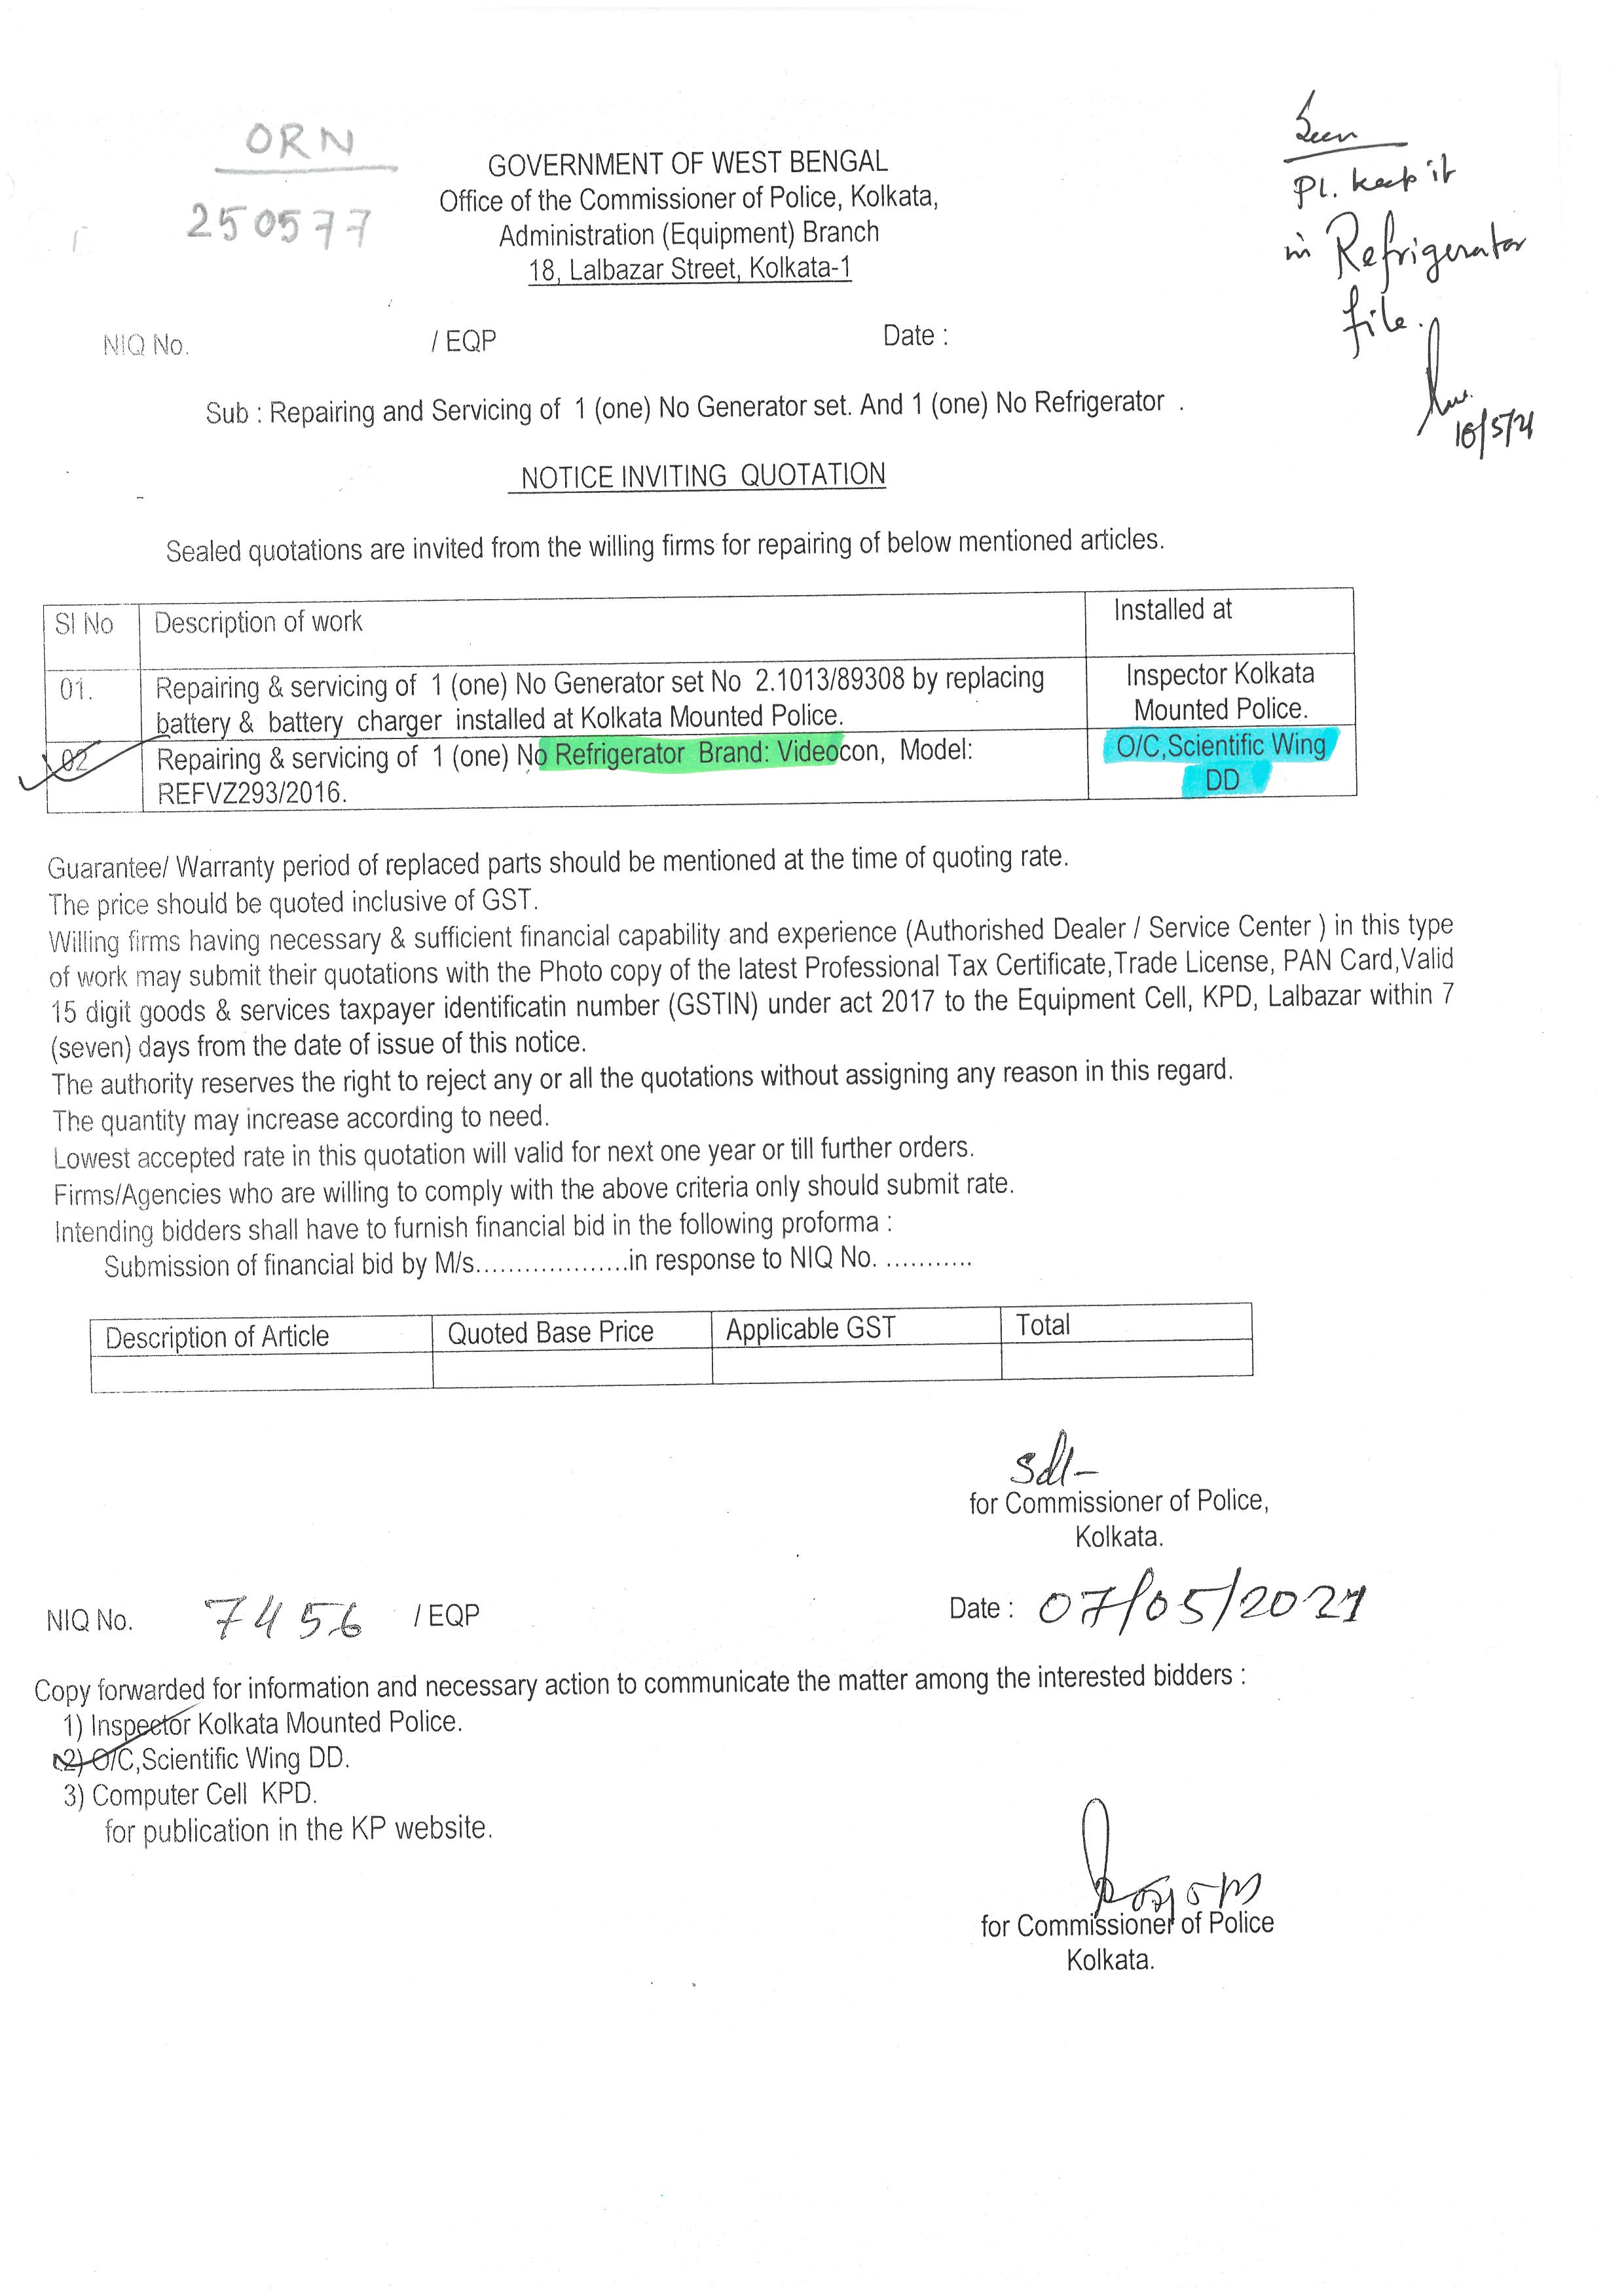 ORN
250577
Seen
Pl. keep it
in Refrigerator
file.
18/5/21
GOVERNMENT OF WEST BENGAL
Office of the Commissioner of Police, Kolkata,
Administration (Equipment) Branch
18, Lalbazar Street, Kolkata-1
NIQ No. / EQP Date :
Sub : Repairing and Servicing of 1 (one) No Generator set. And 1 (one) No Refrigerator .
NOTICE INVITING QUOTATION
Sealed quotations are invited from the willing firms for repairing of below mentioned articles.
Sl No Description of work Installed at
01. Repairing & servicing of 1 (one) No Generator set No 2.1013/89308 by replacing Inspector Kolkata
battery & battery charger installed at Kolkata Mounted Police. Mounted Police.
02 Repairing & servicing of 1 (one) No Refrigerator Brand: Videocon, Model: O/C,Scientific Wing
REFVZ293/2016. DD
Guarantee/ Warranty period of replaced parts should be mentioned at the time of quoting rate.
The price should be quoted inclusive of GST.
Willing firms having necessary & sufficient financial capability and experience (Authorished Dealer / Service Center ) in this type
of work may submit their quotations with the Photo copy of the latest Professional Tax Certificate,Trade License, PAN Card,Valid
15 digit goods & services taxpayer identificatin number (GSTIN) under act 2017 to the Equipment Cell, KPD, Lalbazar within 7
(seven) days from the date of issue of this notice.
The authority reserves the right to reject any or all the quotations without assigning any reason in this regard.
The quantity may increase according to need.
Lowest accepted rate in this quotation will valid for next one year or till further orders.
Firms/Agencies who are willing to comply with the above criteria only should submit rate.
Intending bidders shall have to furnish financial bid in the following proforma :
Submission of financial bid by M/s...................in response to NIQ No. ...........
Description of Article Quoted Base Price Applicable GST Total
Sd/-
for Commissioner of Police,
Kolkata.
NIQ No. 7456 / EQP Date : 07/05/2021
Copy forwarded for information and necessary action to communicate the matter among the interested bidders :
1) Inspector Kolkata Mounted Police.
2) O/C,Scientific Wing DD.
3) Computer Cell KPD.
for publication in the KP website.
for Commissioner of Police
Kolkata.